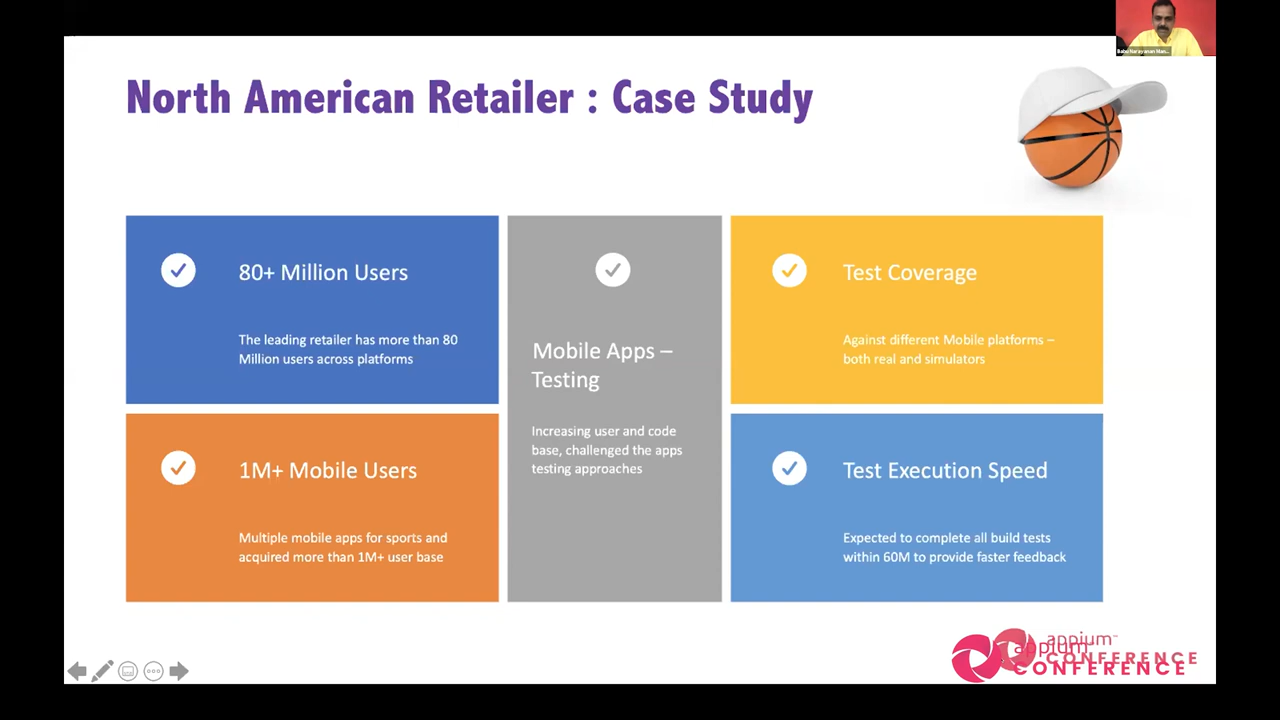 North American Retailer : Case Study
80+ Million Users
The leading retailer has more than 80
Million users across platforms
1M+ Mobile Users
Multiple mobile apps for sports and
acquired more than 1M+ user base
Mobile Apps –
Testing
Increasing user and code
base, challenged the apps
testing approaches
Test Coverage
Against different Mobile platforms –
both real and simulators
Test Execution Speed
Expected to complete all build tests
within 60M to provide faster feedback
appium™
CONFERENCE
appium
CONFERENCE